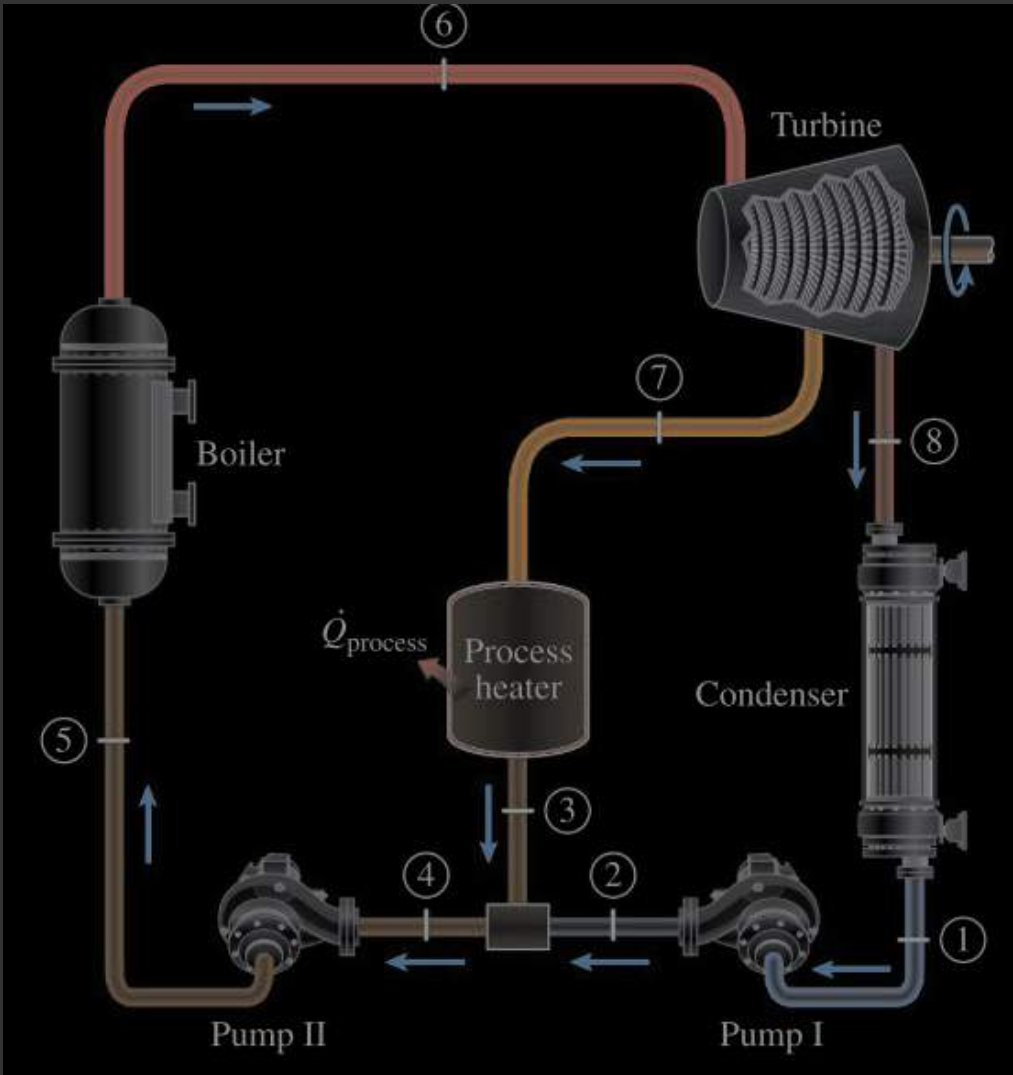 6
Turbine
7
8
Boiler
Q̇process
Process
heater
Condenser
5
3
4
2
1
Pump II
Pump I